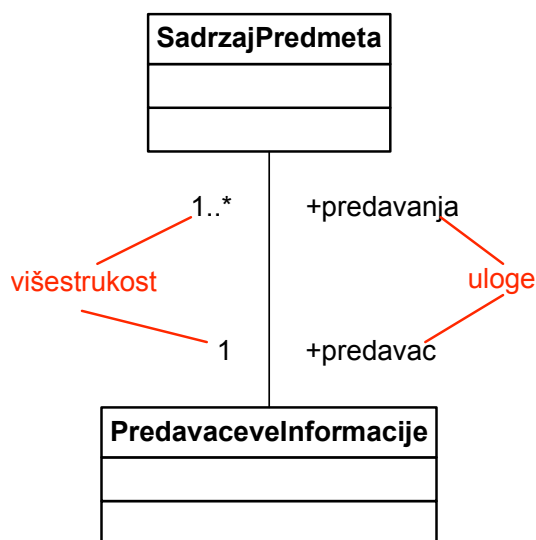 SadrzajPredmeta
1..* +predavanja
višestrukost uloge
1 +predavac
PredavaceveInformacije